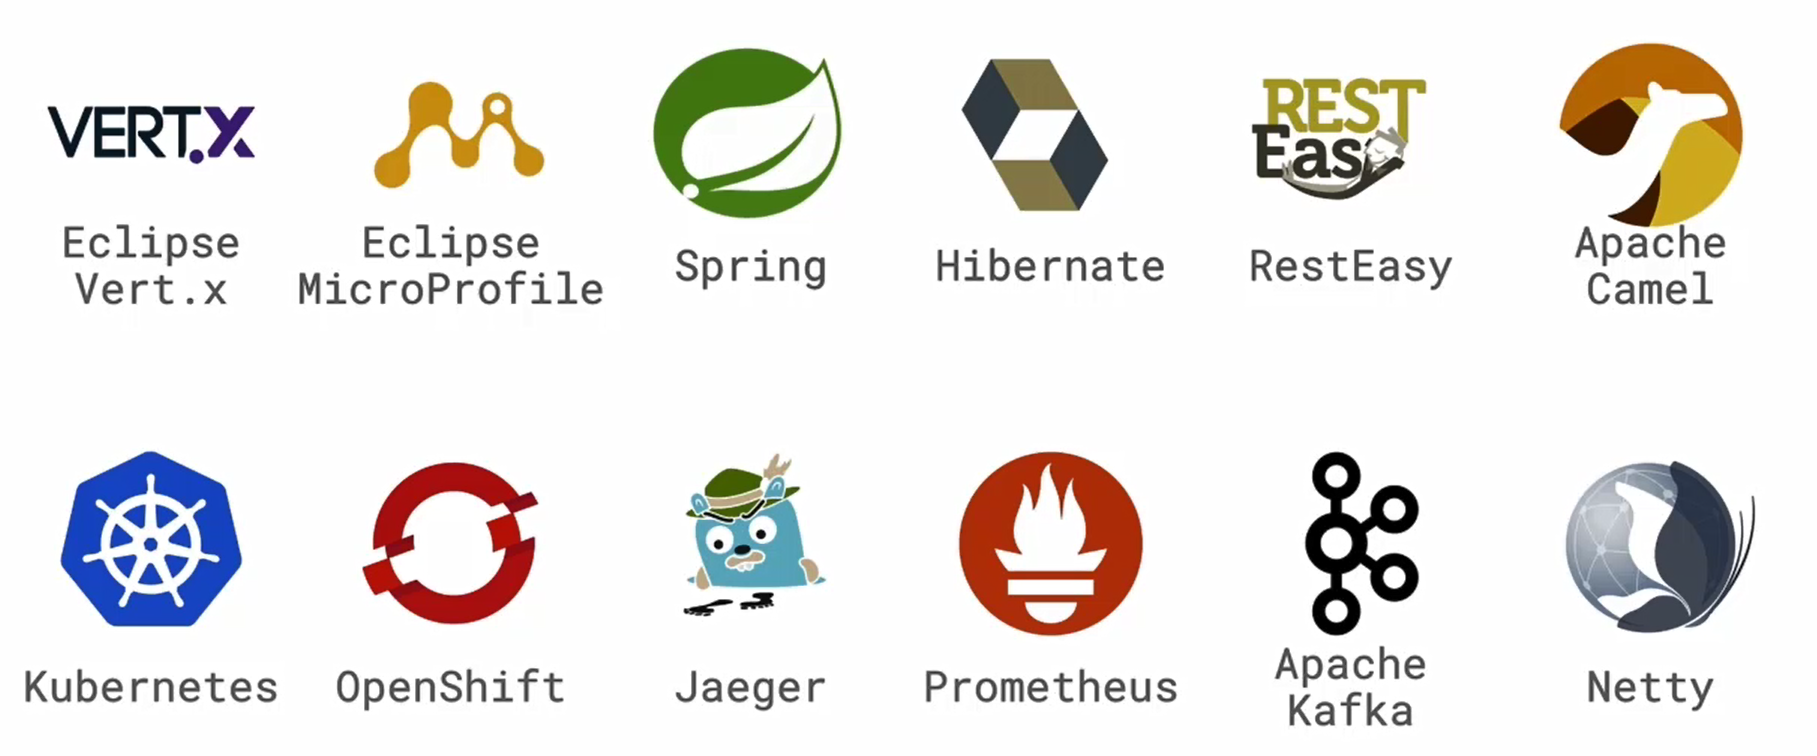 VERT.X
REST
Easy
Eclipse
Vert.x
Eclipse
MicroProfile
Spring
Hibernate
RestEasy
Apache
Camel
Kubernetes
OpenShift
Jaeger
Prometheus
Apache
Kafka
Netty